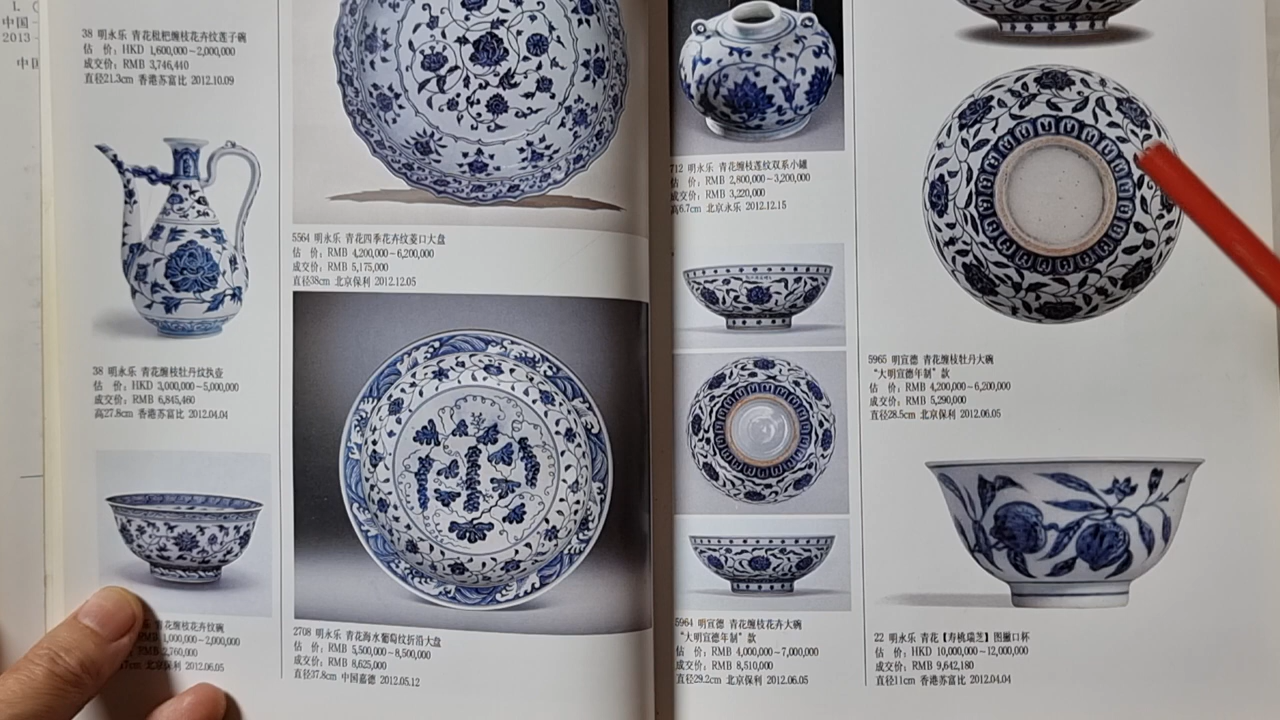 中国
2013
38 明永乐 青花枇杷缠枝花卉纹莲子碗
估 价: HKD 1,600,000~2,000,000
成交价: RMB 3,746,440
直径21.3cm 香港苏富比 2012.10.09
38 明永乐 青花缠枝牡丹纹执壶
估 价: HKD 3,000,000~5,000,000
成交价: RMB 6,845,460
高27.8cm 香港苏富比 2012.04.04
花卉纹碗
RMB 1,000,000~2,000,000
2,760,000
北京保利 2012.06.05
5564 明永乐 青花四季花卉纹菱口大盘
估 价: RMB 4,200,000~6,200,000
成交价: RMB 5,175,000
直径38cm 北京保利 2012.12.05
2708 明永乐 青花海水葡萄纹折沿大盘
估 价: RMB 5,500,000~8,500,000
成交价: RMB 8,625,000
直径37.8cm 中国嘉德 2012.05.12
712 明永乐 青花缠枝莲纹双系小罐
估 价: RMB 2,800,000~3,200,000
成交价: RMB 3,220,000
高6.7cm 北京永乐 2012.12.15
5964 明宣德 青花缠枝花卉大碗
“大明宣德年制”款
估 价: RMB 4,000,000~7,000,000
成交价: RMB 8,510,000
直径29.2cm 北京保利 2012.06.05
5965 明宣德 青花缠枝牡丹大碗
“大明宣德年制”款
估 价: RMB 4,200,000~6,200,000
成交价: RMB 5,290,000
直径28.5cm 北京保利 2012.06.05
22 明永乐 青花【寿桃瑞芝】图撇口杯
估 价: HKD 10,000,000~12,000,000
成交价: RMB 9,642,180
直径11cm 香港苏富比 2012.04.04